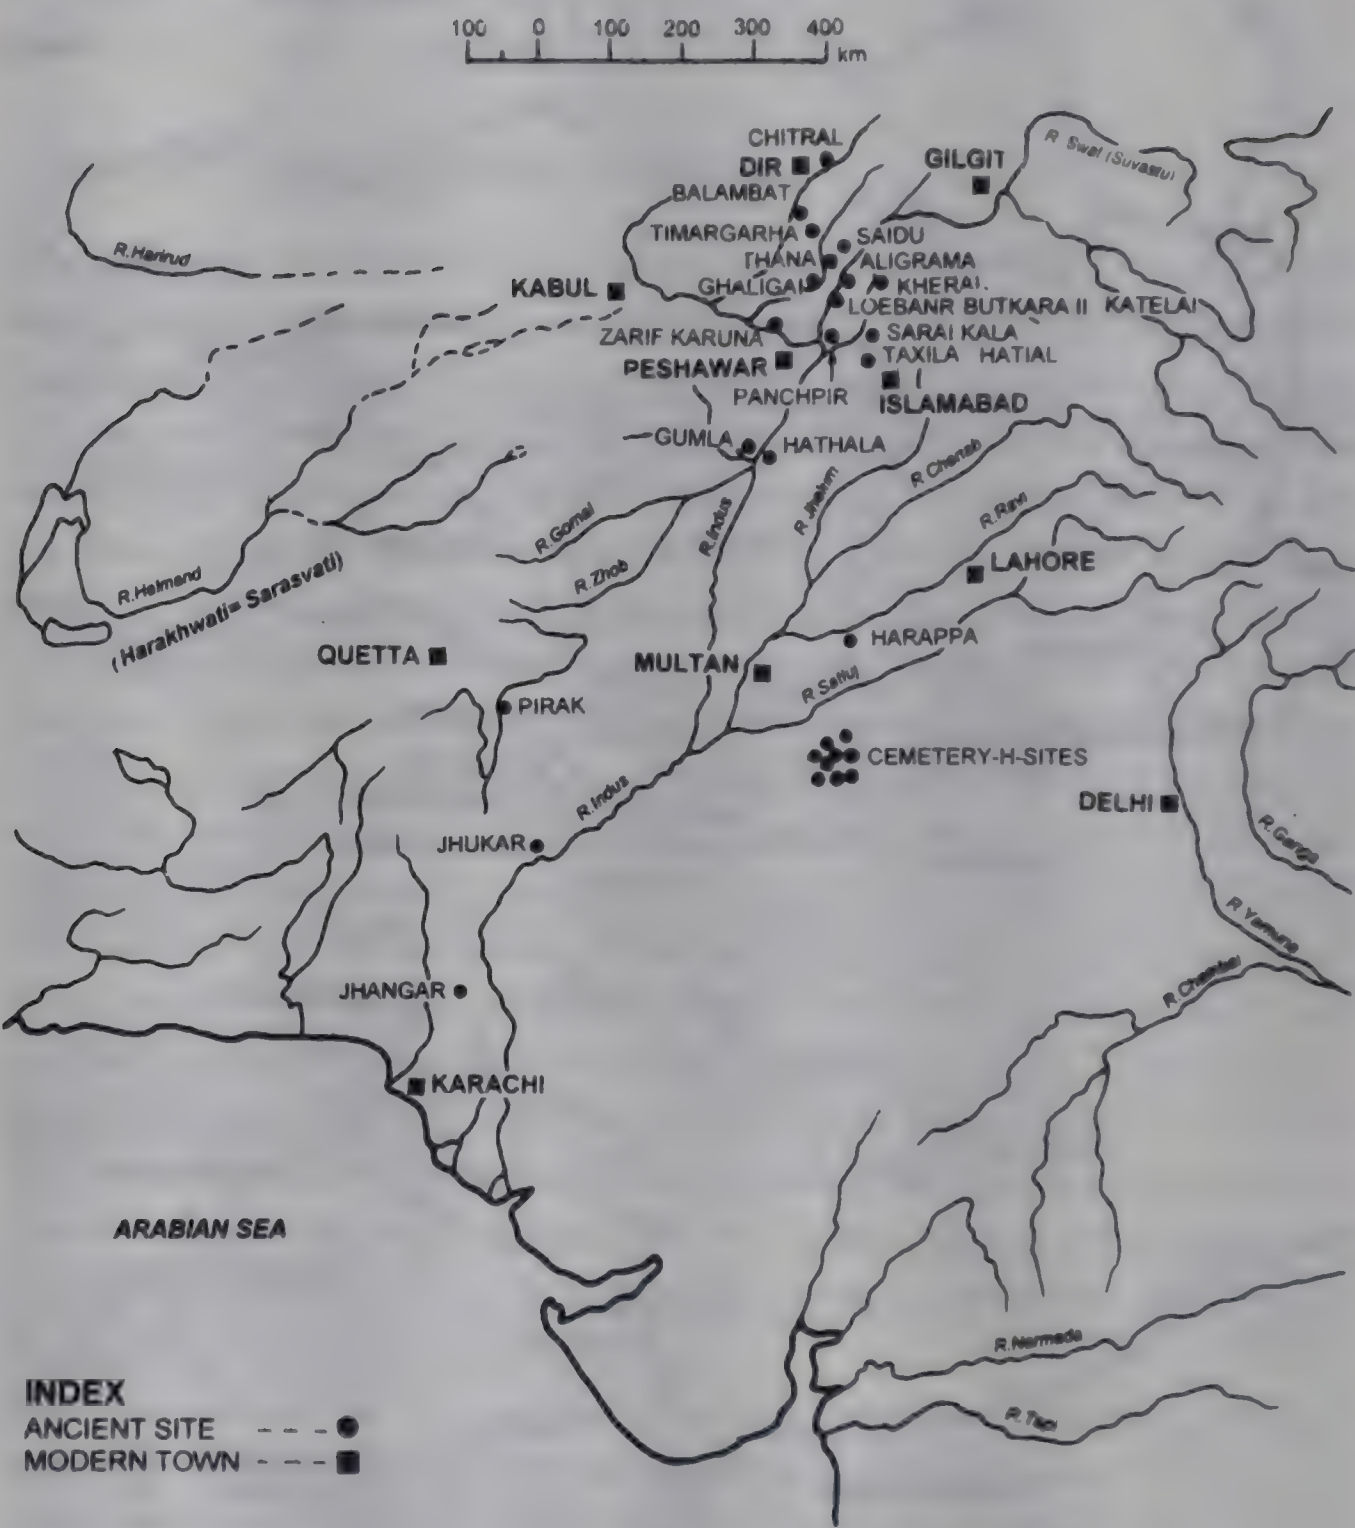 100 0 100 200 300 400
km
CHITRAL
DIR
GILGIT
R. Swat (Suvastu)
BALAMBAT
TIMARGARHA
SAIDU
R.Harirud
THANA
ALIGRAMA
KABUL
GHALIGAI
KHERAI.
LOEBANR BUTKARA II KATELAI
ZARIF KARUNA
SARAI KALA
TAXILA HATIAL
PESHAWAR
PANCHPIR
ISLAMABAD
GUMLA
HATHALA
R.Chenab
R.Jhelum
R.Ravi
R.Gomal
R.Indus
LAHORE
R.Zhob
R.Helmand
(Harakhwati= Sarasvati)
HARAPPA
QUETTA
MULTAN
R.Satluj
PIRAK
CEMETERY-H-SITES
R.Indus
DELHI
JHUKAR
R.Ganga
R.Yamuna
R.Chambal
JHANGAR
KARACHI
ARABIAN SEA
R.Narmada
INDEX
R.Tapi
ANCIENT SITE
MODERN TOWN